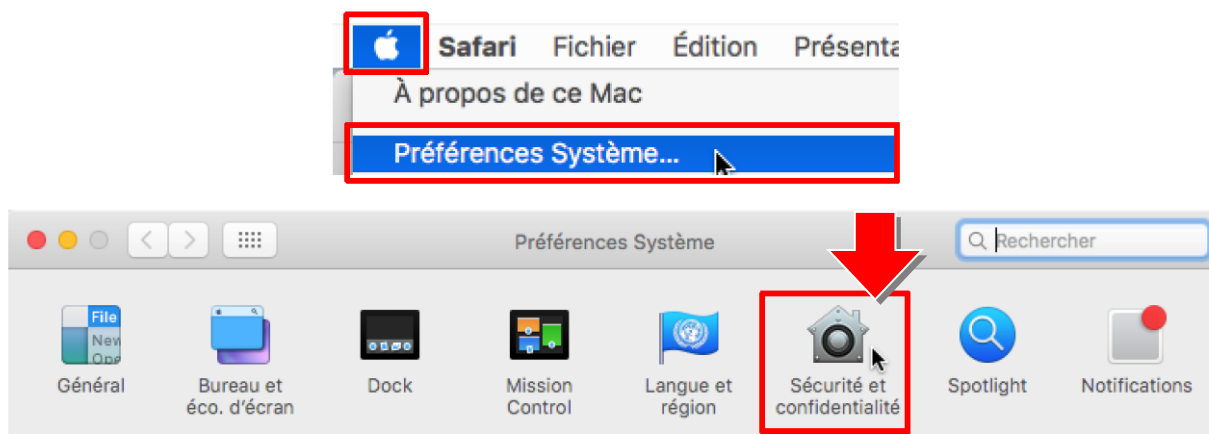 Safari Fichier Édition Présenta
À propos de ce Mac
Préférences Système...
Préférences Système
Rechercher
File
New
Ope
Général
Bureau et
éco. d'écran
Dock
Mission
Control
Langue et
région
Sécurité et
confidentialité
Spotlight
Notifications